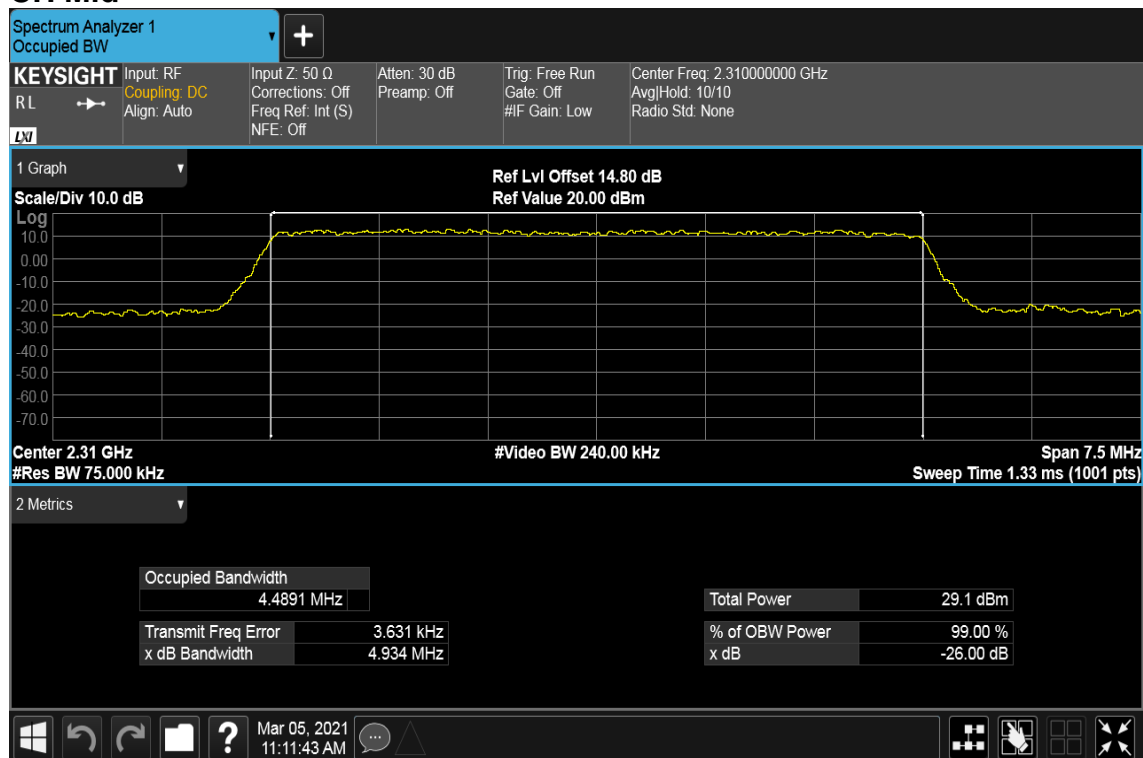 Spectrum Analyzer 1
Occupied BW
KEYSIGHT
RL
LXI
Input: RF
Coupling: DC
Align: Auto
Input Z: 50 Ω
Corrections: Off
Freq Ref: Int (S)
NFE: Off
Atten: 30 dB
Preamp: Off
Trig: Free Run
Gate: Off
#IF Gain: Low
Center Freq: 2.310000000 GHz
Avg|Hold: 10/10
Radio Std: None
1 Graph
Scale/Div 10.0 dB
Ref Lvl Offset 14.80 dB
Ref Value 20.00 dBm
Log
10.0
0.00
-10.0
-20.0
-30.0
-40.0
-50.0
-60.0
-70.0
Center 2.31 GHz
#Video BW 240.00 kHz
Span 7.5 MHz
#Res BW 75.000 kHz
Sweep Time 1.33 ms (1001 pts)
2 Metrics
Occupied Bandwidth
4.4891 MHz
Total Power 29.1 dBm
Transmit Freq Error 3.631 kHz
% of OBW Power 99.00 %
x dB Bandwidth 4.934 MHz
x dB -26.00 dB
?
Mar 05, 2021
11:11:43 AM